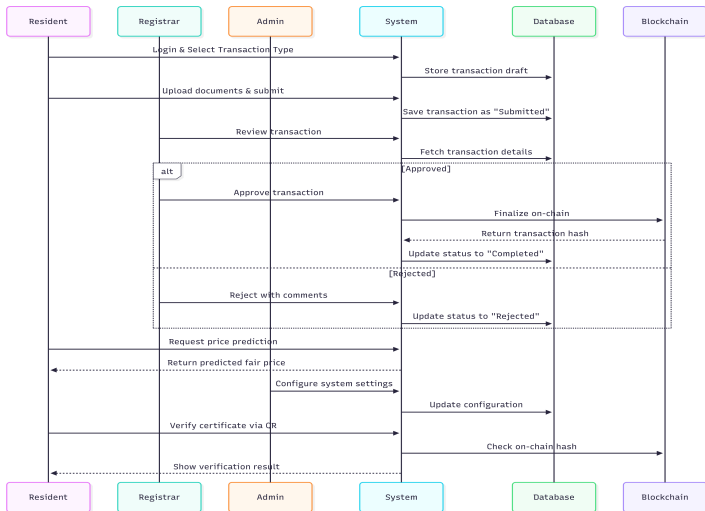 Resident
Registrar
Admin
System
Database
Blockchain
Login & Select Transaction Type
Store transaction draft
Upload documents & submit
Save transaction as "Submitted"
Review transaction
Fetch transaction details
alt
[Approved]
Approve transaction
Finalize on-chain
Return transaction hash
Update status to "Completed"
[Rejected]
Reject with comments
Update status to "Rejected"
Request price prediction
Return predicted fair price
Configure system settings
Update configuration
Verify certificate via QR
Check on-chain hash
Show verification result
Resident
Registrar
Admin
System
Database
Blockchain